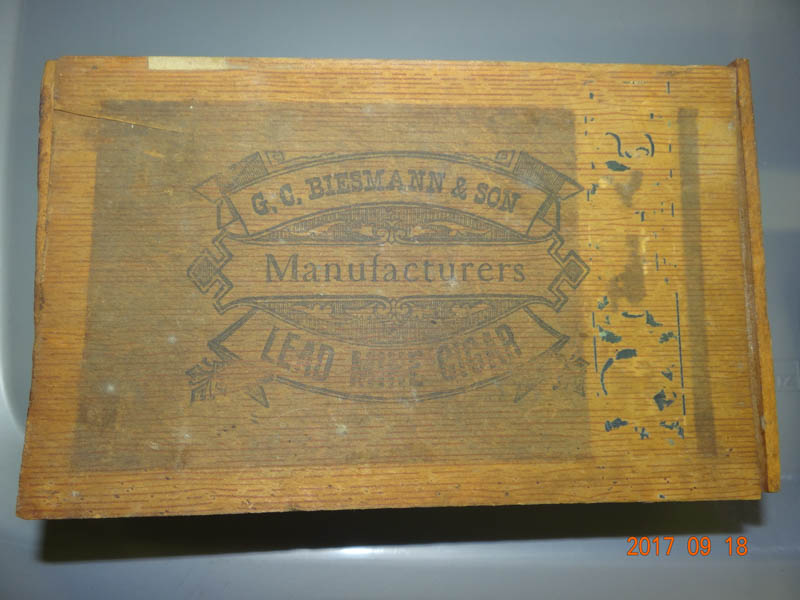 G. C. BIESMANN & SON
Manufacturers
LEAD MINE CIGAR
2017 09 18